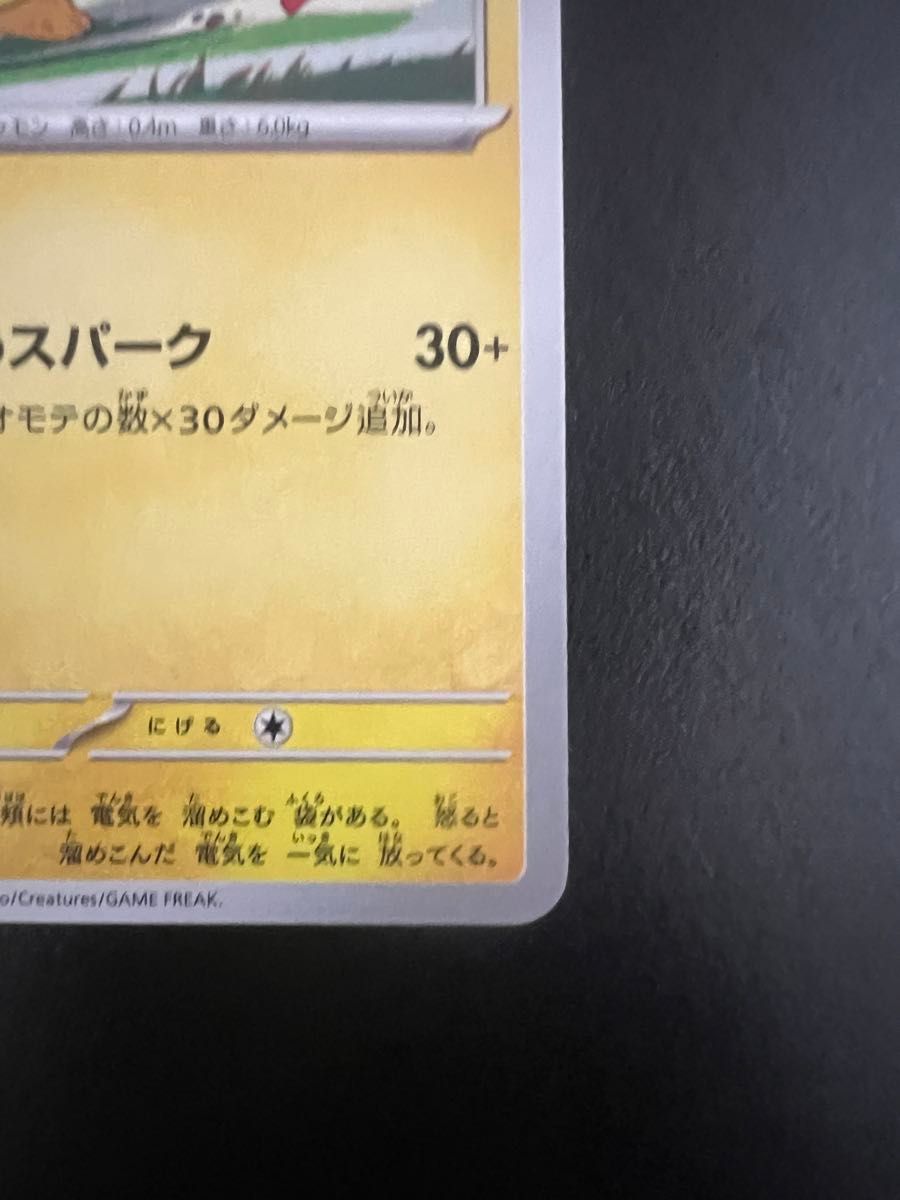 モン 高さ:0.4m 重さ:6.0kg
スパーク 30+
オモテの数×30ダメージ追加。
にげる
類には 電気を 溜めこむ 袋がある。 怒ると
溜めこんだ 電気を 一気に 放ってくる。
o/Creatures/GAME FREAK.